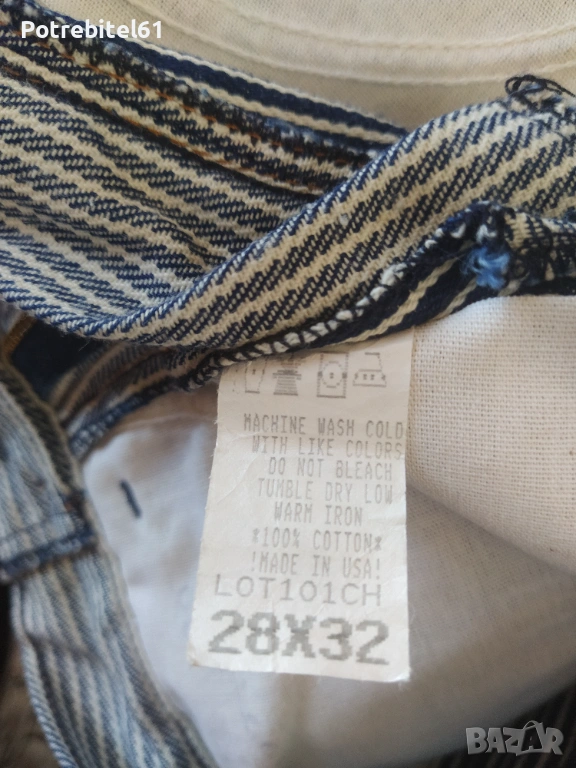 Potrebitel61
MACHINE WASH COLD
WITH LIKE COLORS
DO NOT BLEACH
TUMBLE DRY LOW
WARM IRON
*100% COTTON*
!MADE IN USA!
LOT101CH
28X32
BAZAR